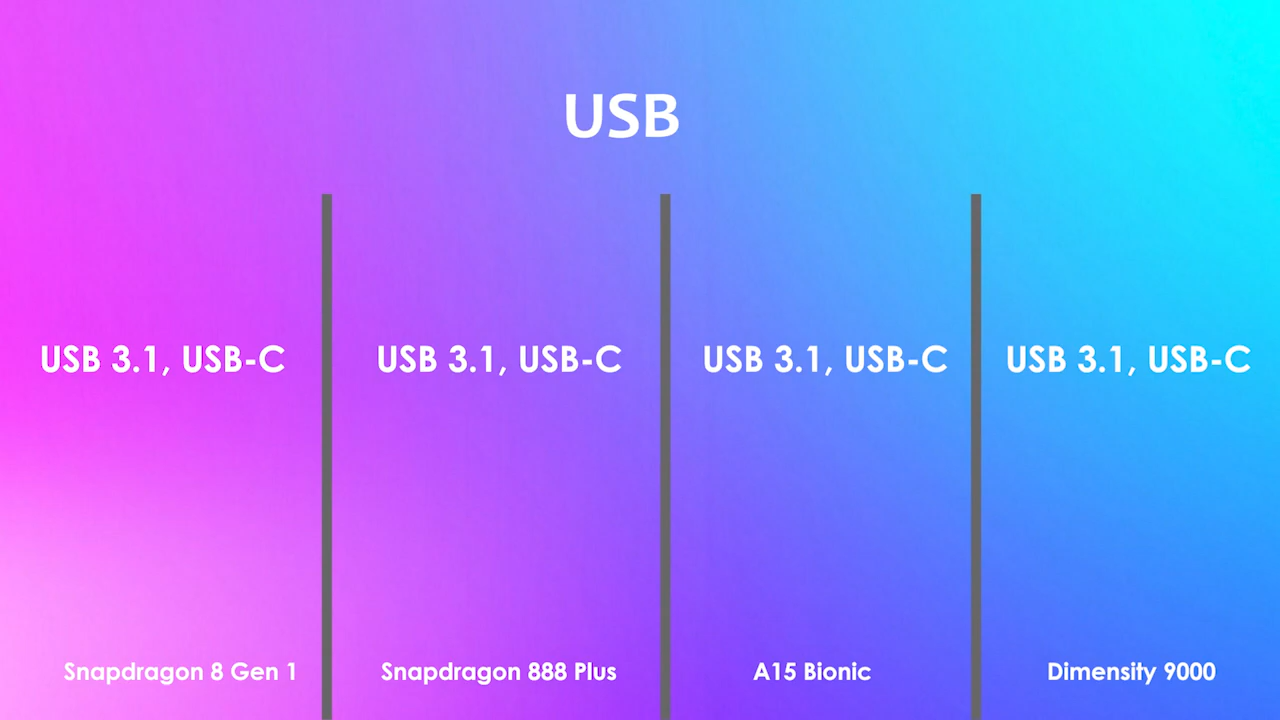 USB
USB 3.1, USB-C
USB 3.1, USB-C
USB 3.1, USB-C
USB 3.1, USB-C
Snapdragon 8 Gen 1
Snapdragon 888 Plus
A15 Bionic
Dimensity 9000